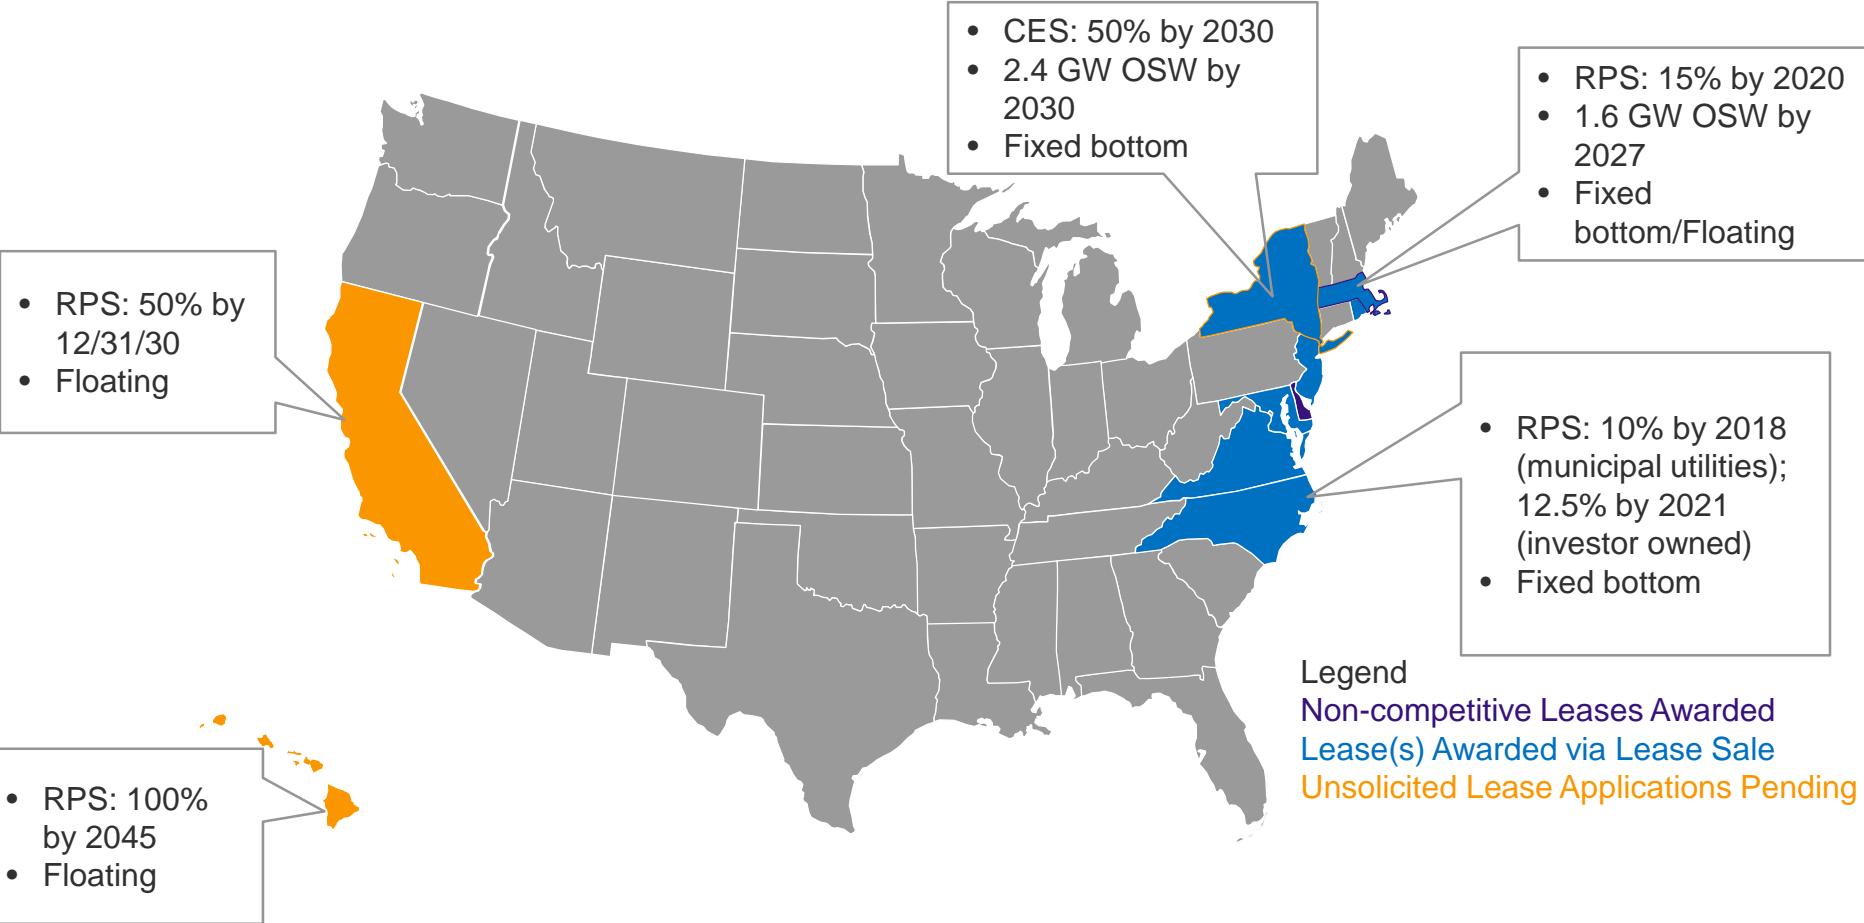 • CES: 50% by 2030
• 2.4 GW OSW by
2030
• Fixed bottom
• RPS: 15% by 2020
• 1.6 GW OSW by
2027
• Fixed
bottom/Floating
• RPS: 50% by
12/31/30
• Floating
• RPS: 10% by 2018
(municipal utilities);
12.5% by 2021
(investor owned)
• Fixed bottom
Legend
Non-competitive Leases Awarded
Lease(s) Awarded via Lease Sale
Unsolicited Lease Applications Pending
• RPS: 100%
by 2045
• Floating